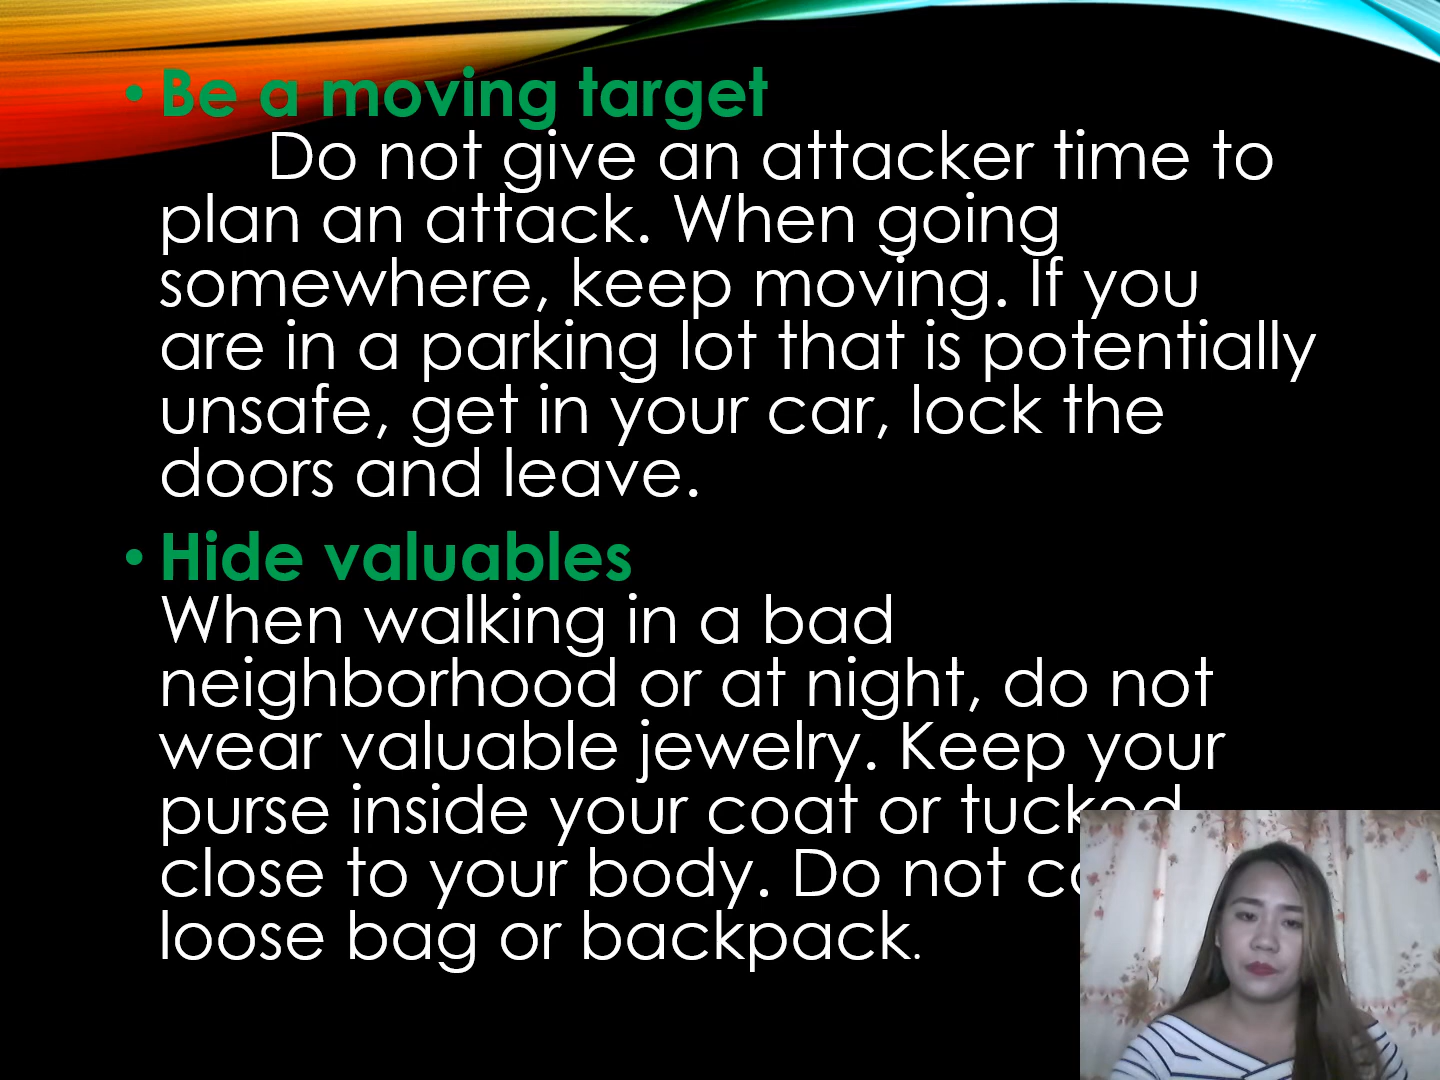 • Be a moving target
Do not give an attacker time to
plan an attack. When going
somewhere, keep moving. If you
are in a parking lot that is potentially
unsafe, get in your car, lock the
doors and leave.
• Hide valuables
When walking in a bad
neighborhood or at night, do not
wear valuable jewelry. Keep your
purse inside your coat or tucked
close to your body. Do not
loose bag or backpack.